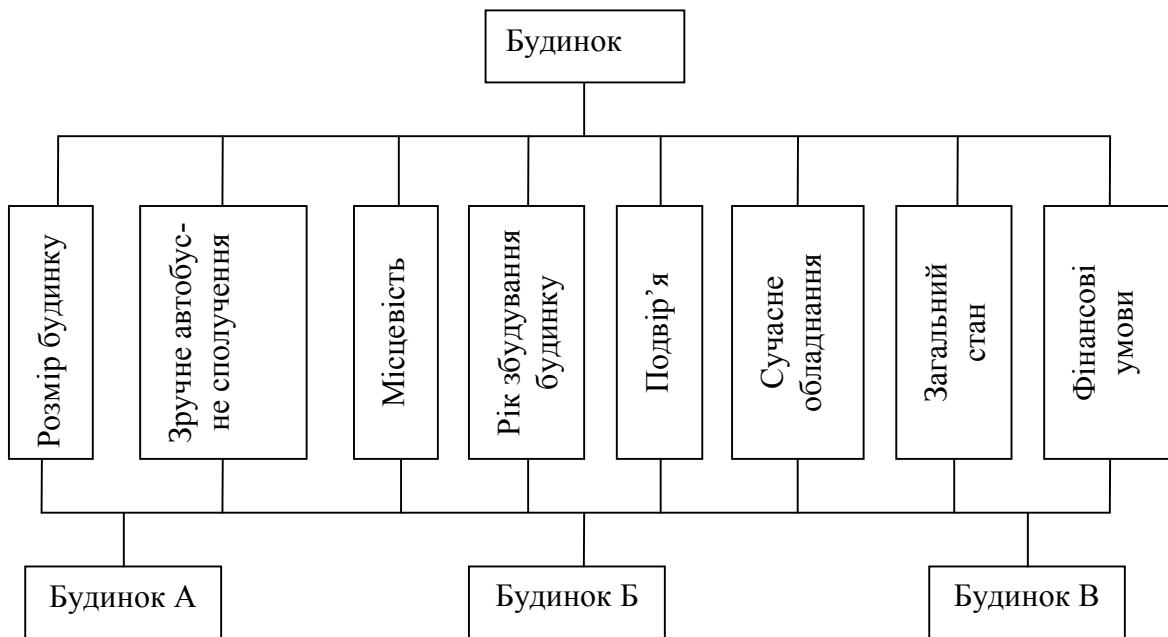 Будинок
Розмір будинку
Зручне автобус-
не сполучення
Місцевість
Рік збудування
будинку
Подвір’я
Сучасне
обладнання
Загальний
стан
Фінансові
умови
Будинок А
Будинок Б
Будинок В